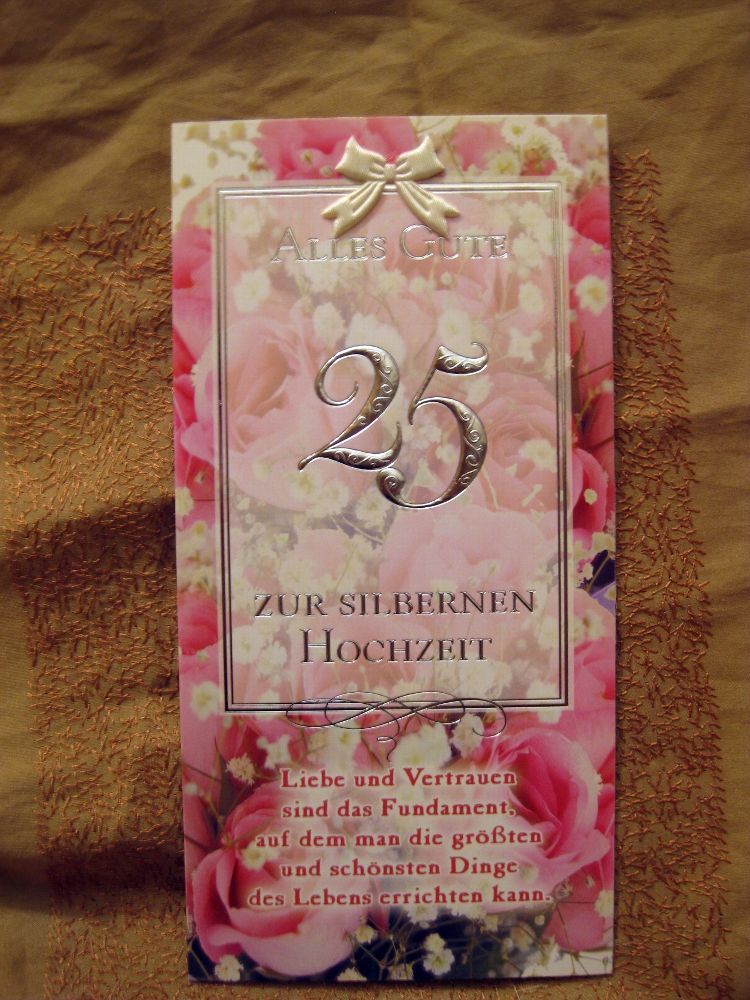 Alles Gute
25
zur silbernen
Hochzeit
Liebe und Vertrauen
sind das Fundament,
auf dem man die größten
und schönsten Dinge
des Lebens errichten kann.